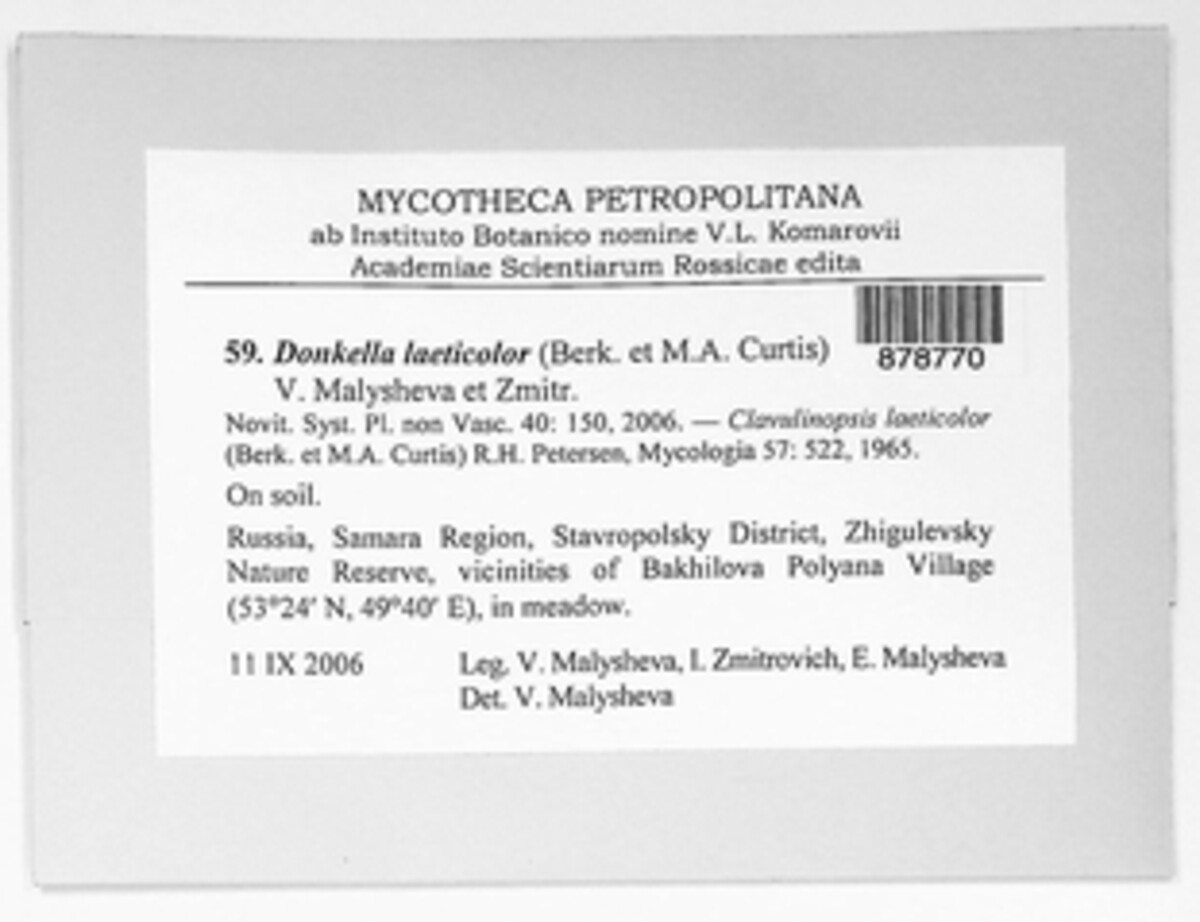 MYCOTHECA PETROPOLITANA
ab Instituto Botanico nomine V.L. Komarovii
Academiae Scientiarum Rossicae edita
878770
59. Donkella laeticolor (Berk. et M.A. Curtis)
V. Malysheva et Zmitr.
Novit. Syst. Pl. non Vasc. 40: 150, 2006. — Clavulinopsis laeticolor
(Berk. et M.A. Curtis) R.H. Petersen, Mycologia 57: 522, 1965.
On soil.
Russia, Samara Region, Stavropolsky District, Zhigulevsky
Nature Reserve, vicinities of Bakhilova Polyana Village
(53°24′ N, 49°40′ E), in meadow.
11 IX 2006 Leg. V. Malysheva, I. Zmitrovich, E. Malysheva
Det. V. Malysheva